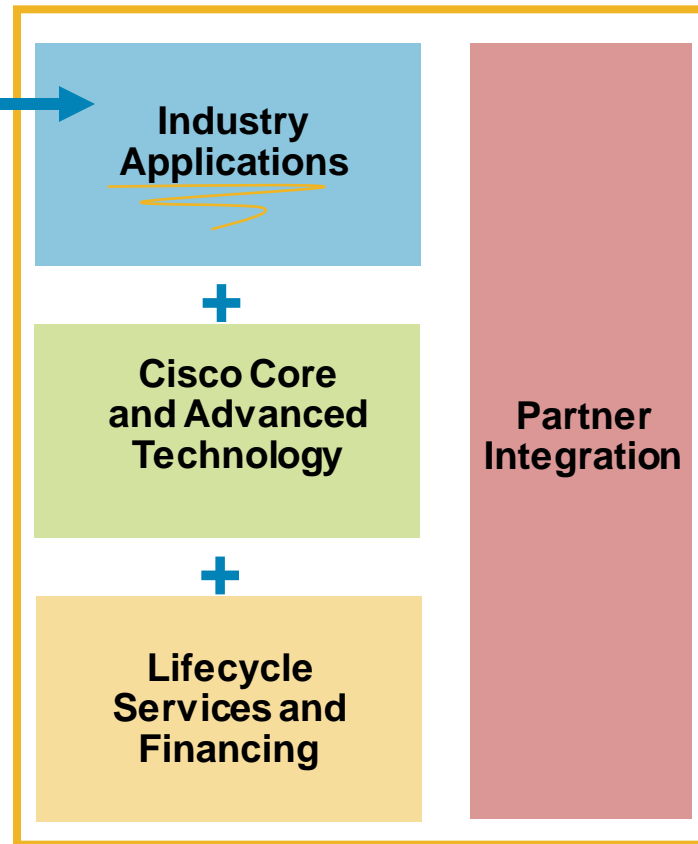 Industry
Applications
+
Cisco Core
and Advanced
Technology
+
Lifecycle
Services and
Financing
Partner
Integration